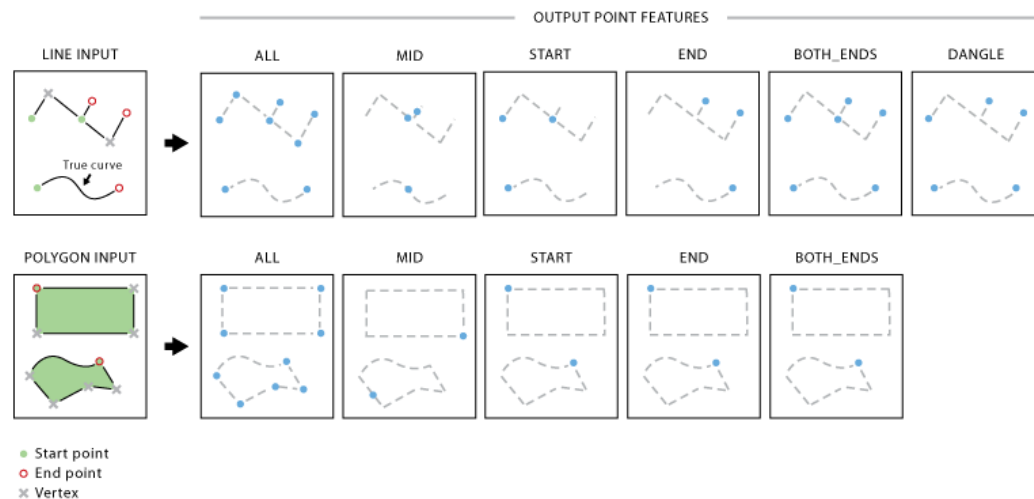 OUTPUT POINT FEATURES
LINE INPUT
ALL
MID
START
END
BOTH_ENDS
DANGLE
True curve
POLYGON INPUT
ALL
MID
START
END
BOTH_ENDS
Start point
End point
Vertex